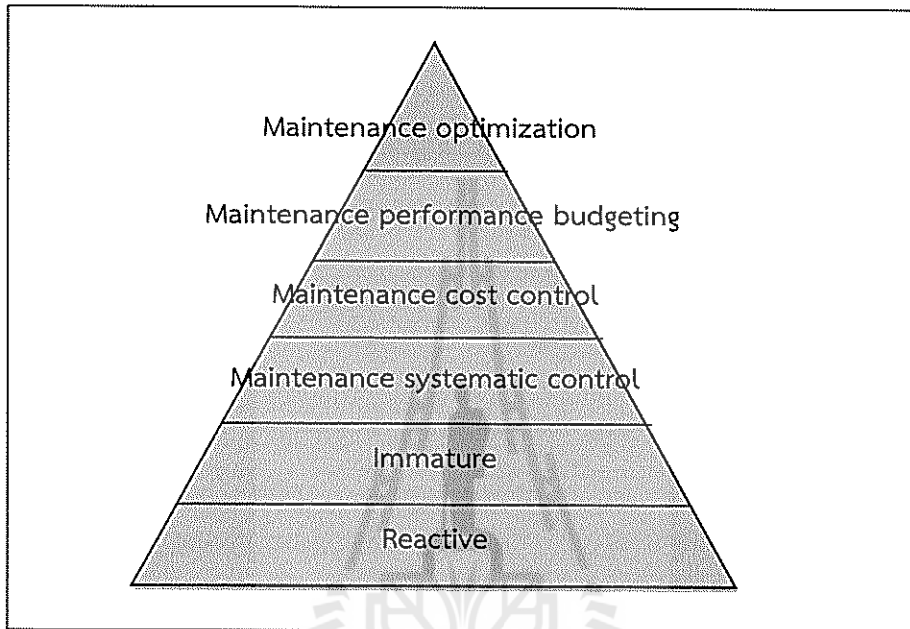 Maintenance optimization
Maintenance performance budgeting
Maintenance cost control
Maintenance systematic control
Immature
Reactive